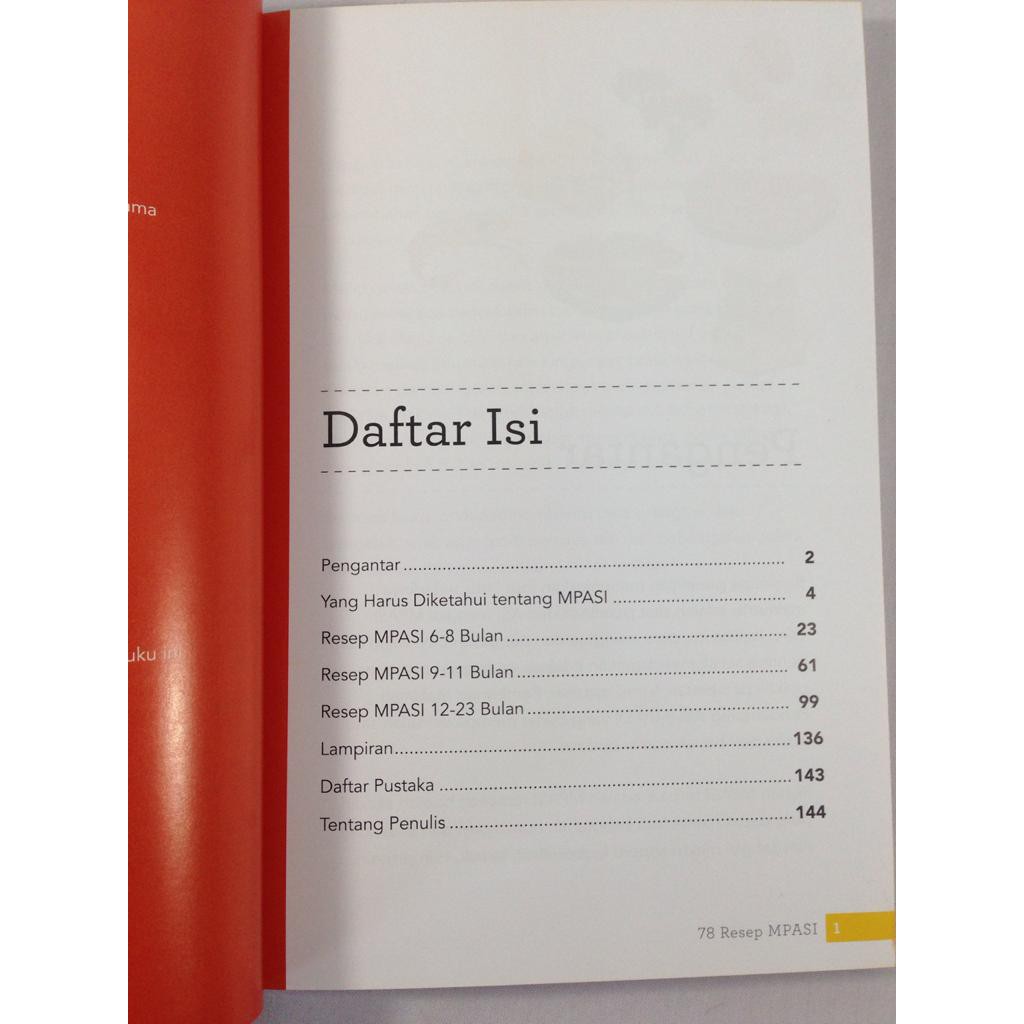 uku ini
Daftar Isi
Pengantar 2
Yang Harus Diketahui tentang MPASI 4
Resep MPASI 6-8 Bulan 23
Resep MPASI 9-11 Bulan 61
Resep MPASI 12-23 Bulan 99
Lampiran 136
Daftar Pustaka 143
Tentang Penulis 144
78 Resep MPASI 1